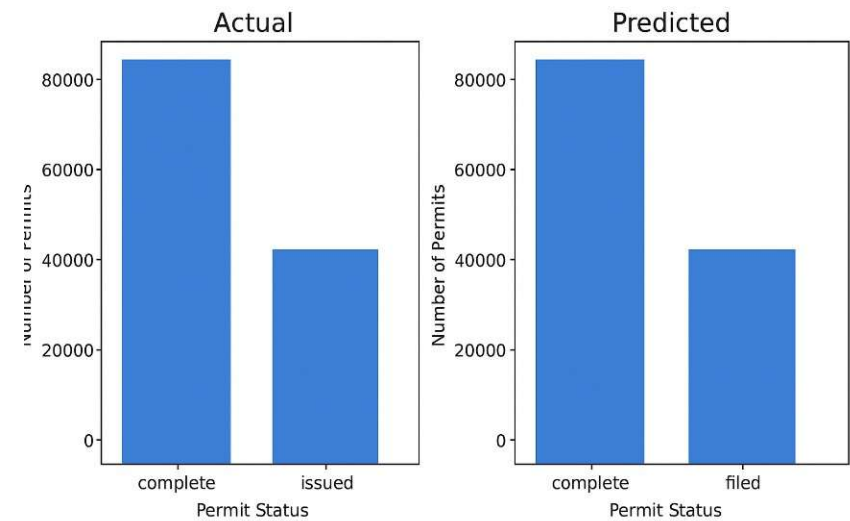 Actual
Number of Permits
80000
60000
40000
20000
0
complete issued
Permit Status
Predicted
Number of Permits
80000
60000
40000
20000
0
complete filed
Permit Status